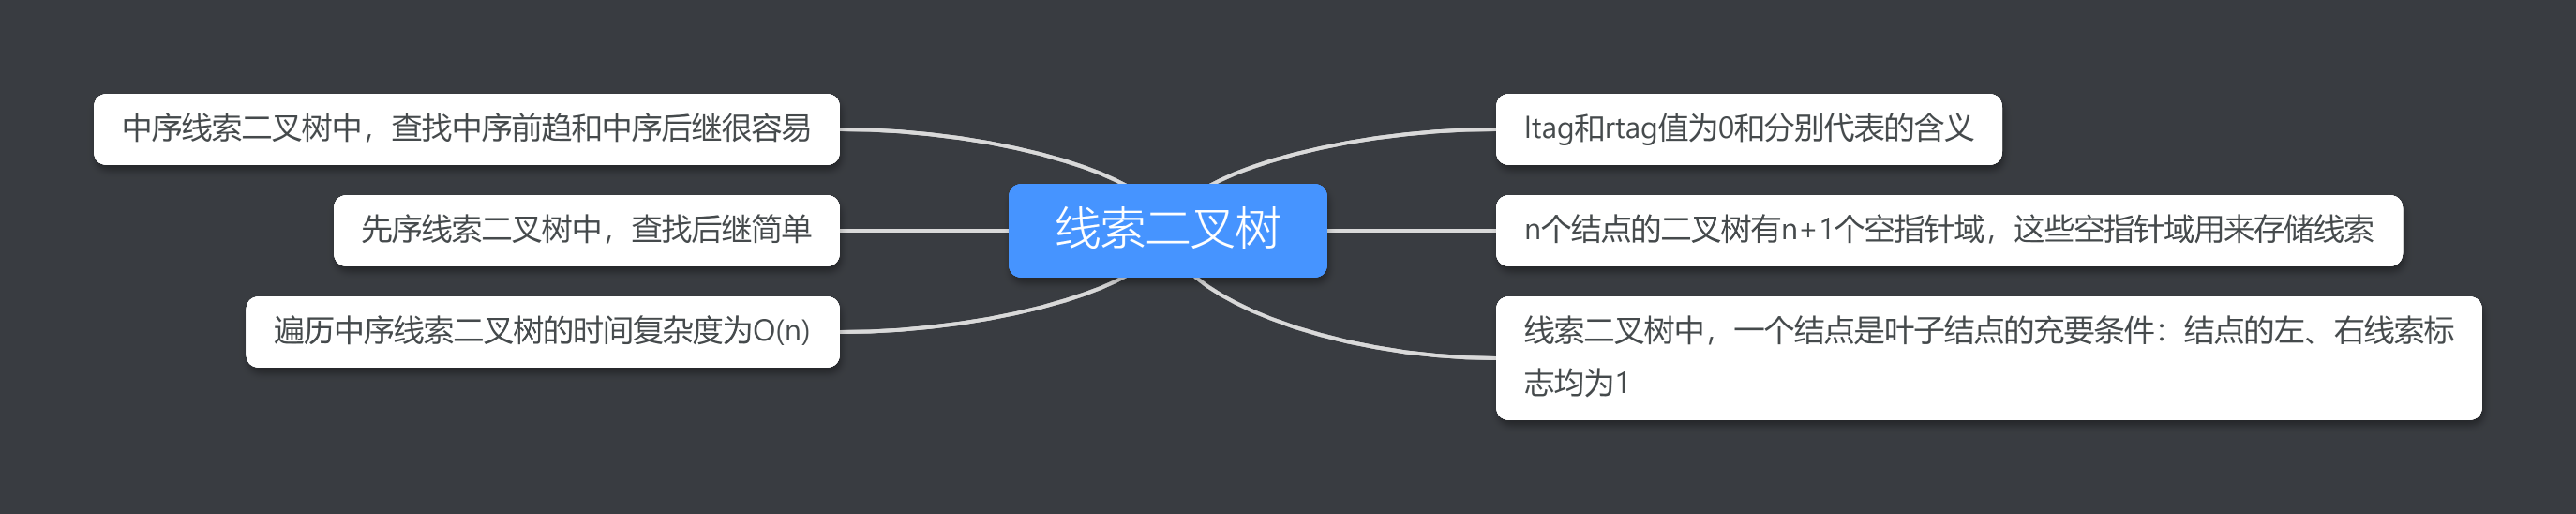 线索二叉树
ltag和rtag值为0和分别代表的含义
n个结点的二叉树有n+1个空指针域，这些空指针域用来存储线索
线索二叉树中，一个结点是叶子结点的充要条件：结点的左、右线索标
志均为1
中序线索二叉树中，查找中序前趋和中序后继很容易
先序线索二叉树中，查找后继简单
遍历中序线索二叉树的时间复杂度为O(n)